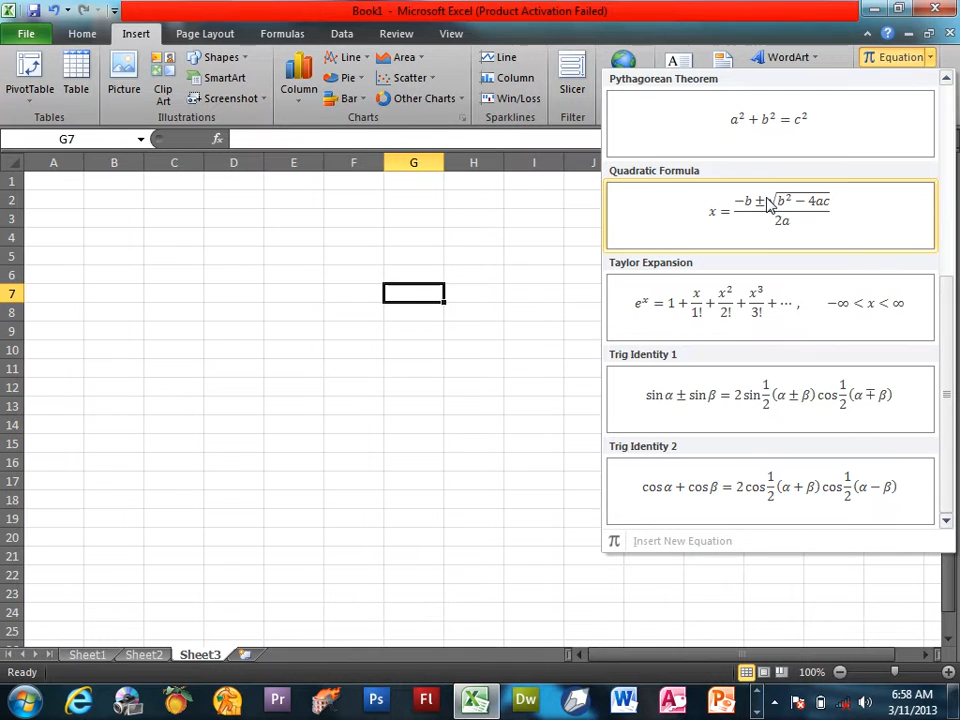 Book1 - Microsoft Excel (Product Activation Failed)
File Home Insert Page Layout Formulas Data Review View
PivotTable Table Picture Clip Art Shapes SmartArt Screenshot Column Line Pie Bar Area Scatter Other Charts Line Column Win/Loss Slicer A WordArt π Equation
Tables Illustrations Charts Sparklines Filter
G7 fx
A B C D E F G H I J
1
2
3
4
5
6
7
8
9
10
11
12
13
14
15
16
17
18
19
20
21
22
23
24
25
Pythagorean Theorem
a² + b² = c²
Quadratic Formula
x = (−b ± √(b² − 4ac)) / 2a
Taylor Expansion
eˣ = 1 + x/1! + x²/2! + x³/3! + ⋯ , −∞ < x < ∞
Trig Identity 1
sin α ± sin β = 2 sin 1/2 (α ± β) cos 1/2 (α ∓ β)
Trig Identity 2
cos α + cos β = 2 cos 1/2 (α + β) cos 1/2 (α − β)
π Insert New Equation
Sheet1 Sheet2 Sheet3
Ready 100%
Pr Ps Fl Dw W A P
6:58 AM
3/11/2013